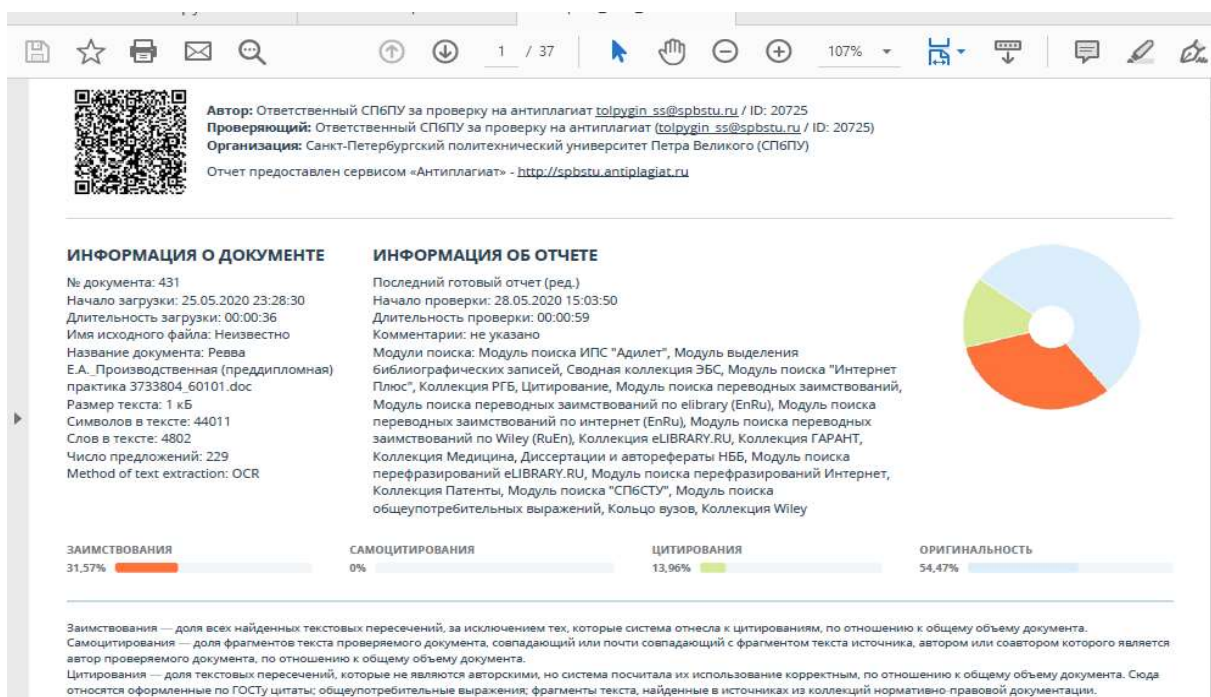 1 / 37
107%
Автор: Ответственный СПбПУ за проверку на антиплагиат tolpygin_ss@spbstu.ru / ID: 20725
Проверяющий: Ответственный СПбПУ за проверку на антиплагиат (tolpygin_ss@spbstu.ru / ID: 20725)
Организация: Санкт-Петербургский политехнический университет Петра Великого (СПбПУ)
Отчет предоставлен сервисом «Антиплагиат» - http://spbstu.antiplagiat.ru
ИНФОРМАЦИЯ О ДОКУМЕНТЕ
№ документа: 431
Начало загрузки: 25.05.2020 23:28:30
Длительность загрузки: 00:00:36
Имя исходного файла: Неизвестно
Название документа: Ревва
Е.А._Производственная (преддипломная)
практика 3733804_60101.doc
Размер текста: 1 кБ
Cимволов в тексте: 44011
Слов в тексте: 4802
Число предложений: 229
Method of text extraction: OCR
ИНФОРМАЦИЯ ОБ ОТЧЕТЕ
Последний готовый отчет (ред.)
Начало проверки: 28.05.2020 15:03:50
Длительность проверки: 00:00:59
Комментарии: не указано
Модули поиска: Модуль поиска ИПС "Адилет", Модуль выделения
библиографических записей, Сводная коллекция ЭБС, Модуль поиска "Интернет
Плюс", Коллекция РГБ, Цитирование, Модуль поиска переводных заимствований,
Модуль поиска переводных заимствований по elibrary (EnRu), Модуль поиска
переводных заимствований по интернет (EnRu), Модуль поиска переводных
заимствований по Wiley (RuEn), Коллекция eLIBRARY.RU, Коллекция ГАРАНТ,
Коллекция Медицина, Диссертации и авторефераты НББ, Модуль поиска
перефразирований eLIBRARY.RU, Модуль поиска перефразирований Интернет,
Коллекция Патенты, Модуль поиска "СПбСТУ", Модуль поиска
общеупотребительных выражений, Кольцо вузов, Коллекция Wiley
ЗАИМСТВОВАНИЯ
31,57%
САМОЦИТИРОВАНИЯ
0%
ЦИТИРОВАНИЯ
13,96%
ОРИГИНАЛЬНОСТЬ
54,47%
Заимствования — доля всех найденных текстовых пересечений, за исключением тех, которые система отнесла к цитированиям, по отношению к общему объему документа.
Самоцитирования — доля фрагментов текста проверяемого документа, совпадающий или почти совпадающий с фрагментом текста источника, автором или соавтором которого является
автор проверяемого документа, по отношению к общему объему документа.
Цитирования — доля текстовых пересечений, которые не являются авторскими, но система посчитала их использование корректным, по отношению к общему объему документа. Сюда
относятся оформленные по ГОСТу цитаты; общеупотребительные выражения; фрагменты текста, найденные в источниках из коллекций нормативно-правовой документации.